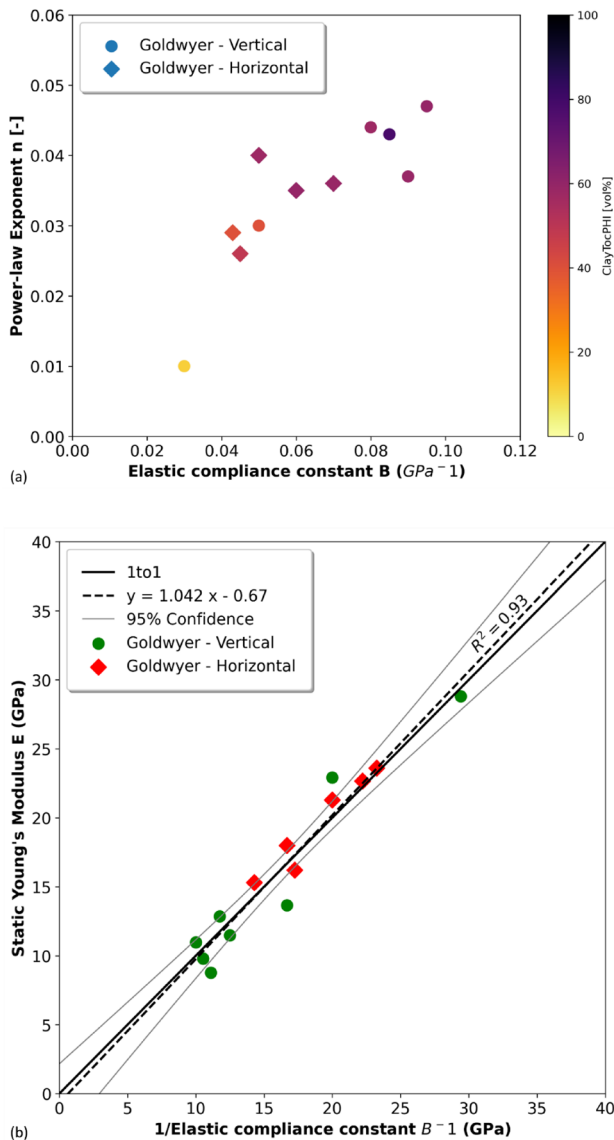 0.06
0.05
0.04
0.03
0.02
0.01
0.00
Power-law Exponent n [-]
Goldwyer - Vertical
Goldwyer - Horizontal
0.00 0.02 0.04 0.06 0.08 0.10 0.12
Elastic compliance constant B (GPa⁻1)
100
80
60
40
20
0
ClayTocPHI [vol%]
(a)
40
35
30
25
20
15
10
5
0
Static Young's Modulus E (GPa)
1to1
y = 1.042 x - 0.67
95% Confidence
Goldwyer - Vertical
Goldwyer - Horizontal
R² = 0.93
0 5 10 15 20 25 30 35 40
1/Elastic compliance constant B⁻1 (GPa)
(b)